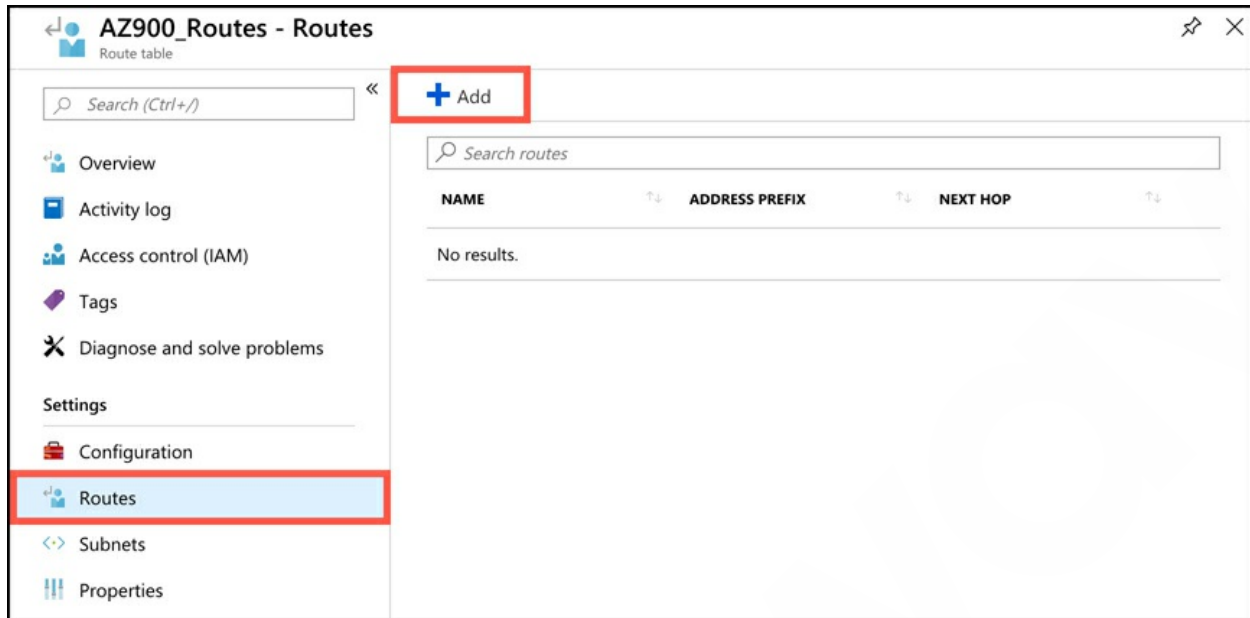 AZ900_Routes - Routes
Route table
Search (Ctrl+/)
Overview
Activity log
Access control (IAM)
Tags
Diagnose and solve problems
Settings
Configuration
Routes
Subnets
Properties
Add
Search routes
NAME ADDRESS PREFIX NEXT HOP
No results.